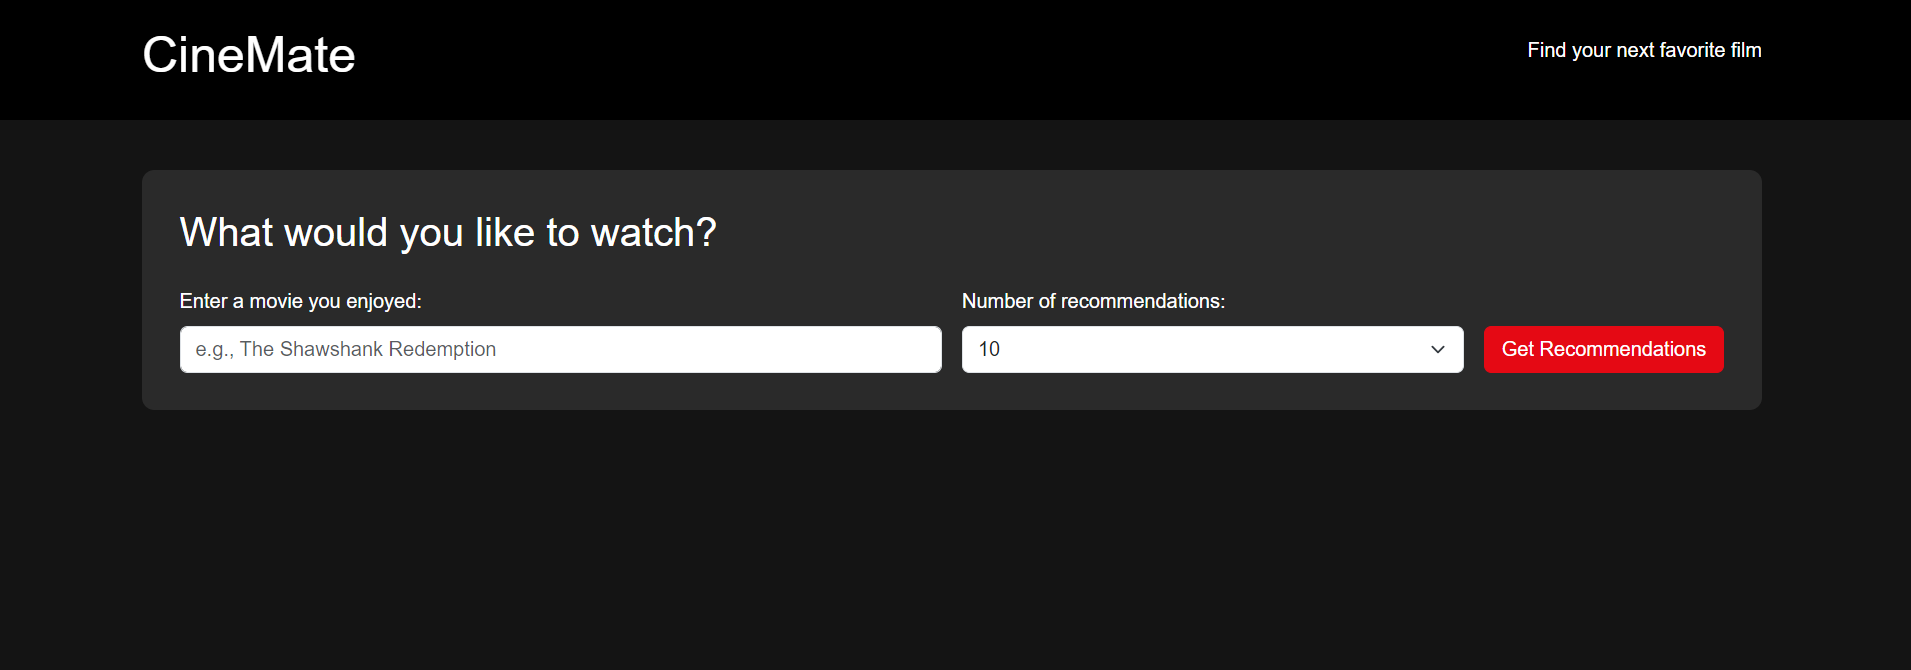 CineMate
Find your next favorite film
What would you like to watch?
Enter a movie you enjoyed:
Number of recommendations:
e.g., The Shawshank Redemption
10
Get Recommendations